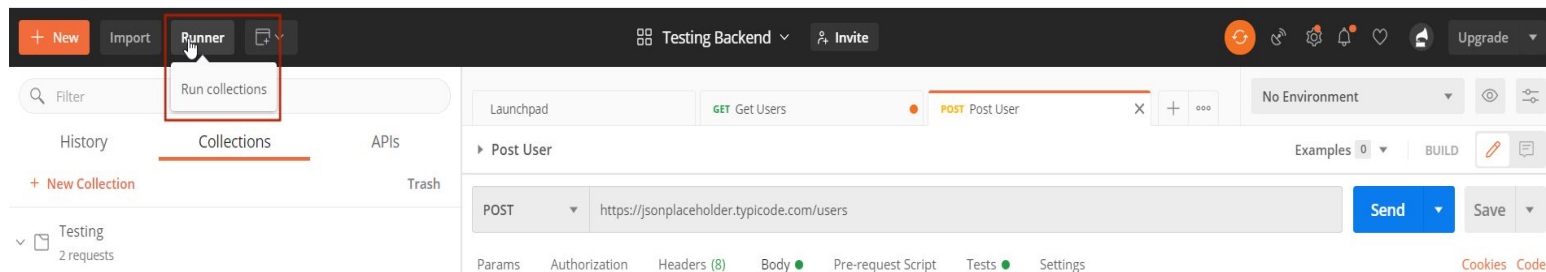 + New Import Runner Testing Backend Invite Upgrade
Run collections
Filter
History Collections APIs
+ New Collection Trash
Testing
2 requests
Launchpad GET Get Users POST Post User X + ooo No Environment
Post User Examples 0 BUILD
POST https://jsonplaceholder.typicode.com/users Send Save
Params Authorization Headers (8) Body Pre-request Script Tests Settings Cookies Code